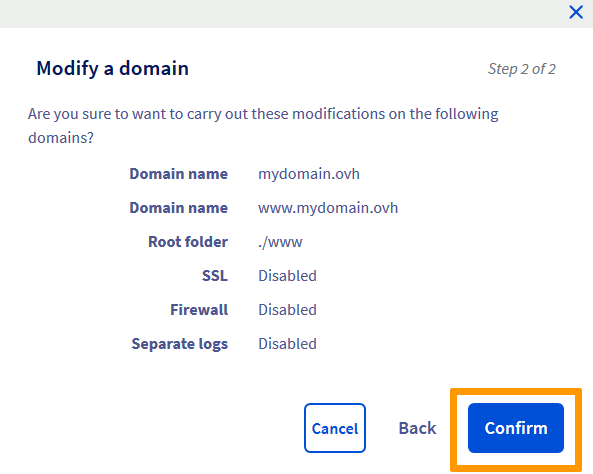 Modify a domain
Step 2 of 2
Are you sure to want to carry out these modifications on the following
domains?
Domain name mydomain.ovh
Domain name www.mydomain.ovh
Root folder ./www
SSL Disabled
Firewall Disabled
Separate logs Disabled
Cancel Back Confirm